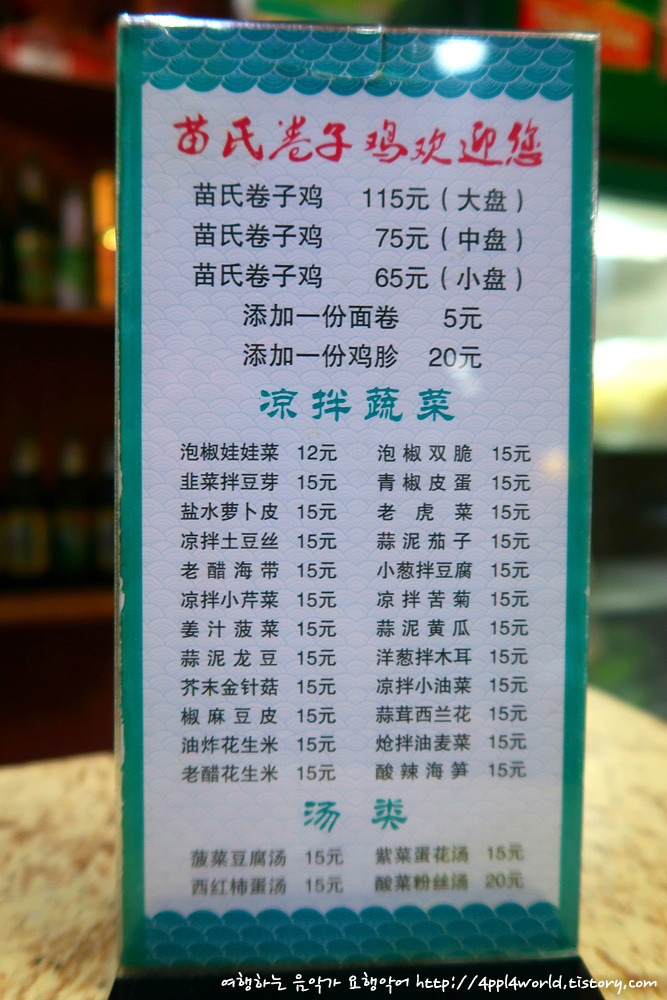 苗氏卷子鸡欢迎您
苗氏卷子鸡 115元(大盘)
苗氏卷子鸡 75元(中盘)
苗氏卷子鸡 65元(小盘)
添加一份面卷 5元
添加一份鸡胗 20元
凉拌蔬菜
泡椒娃娃菜 12元 泡椒双脆 15元
韭菜拌豆芽 15元 青椒皮蛋 15元
盐水萝卜皮 15元 老虎菜 15元
凉拌土豆丝 15元 蒜泥茄子 15元
老醋海带 15元 小葱拌豆腐 15元
凉拌小芹菜 15元 凉拌苦菊 15元
姜汁菠菜 15元 蒜泥黄瓜 15元
蒜泥龙豆 15元 洋葱拌木耳 15元
芥末金针菇 15元 凉拌小油菜 15元
椒麻豆皮 15元 蒜茸西兰花 15元
油炸花生米 15元 炝拌油麦菜 15元
老醋花生米 15元 酸辣海笋 15元
汤类
菠菜豆腐汤 15元 紫菜蛋花汤 15元
西红柿蛋汤 15元 酸菜粉丝汤 20元
여행하는 음악가 요행악어 http://4ppl4world.tistory.com